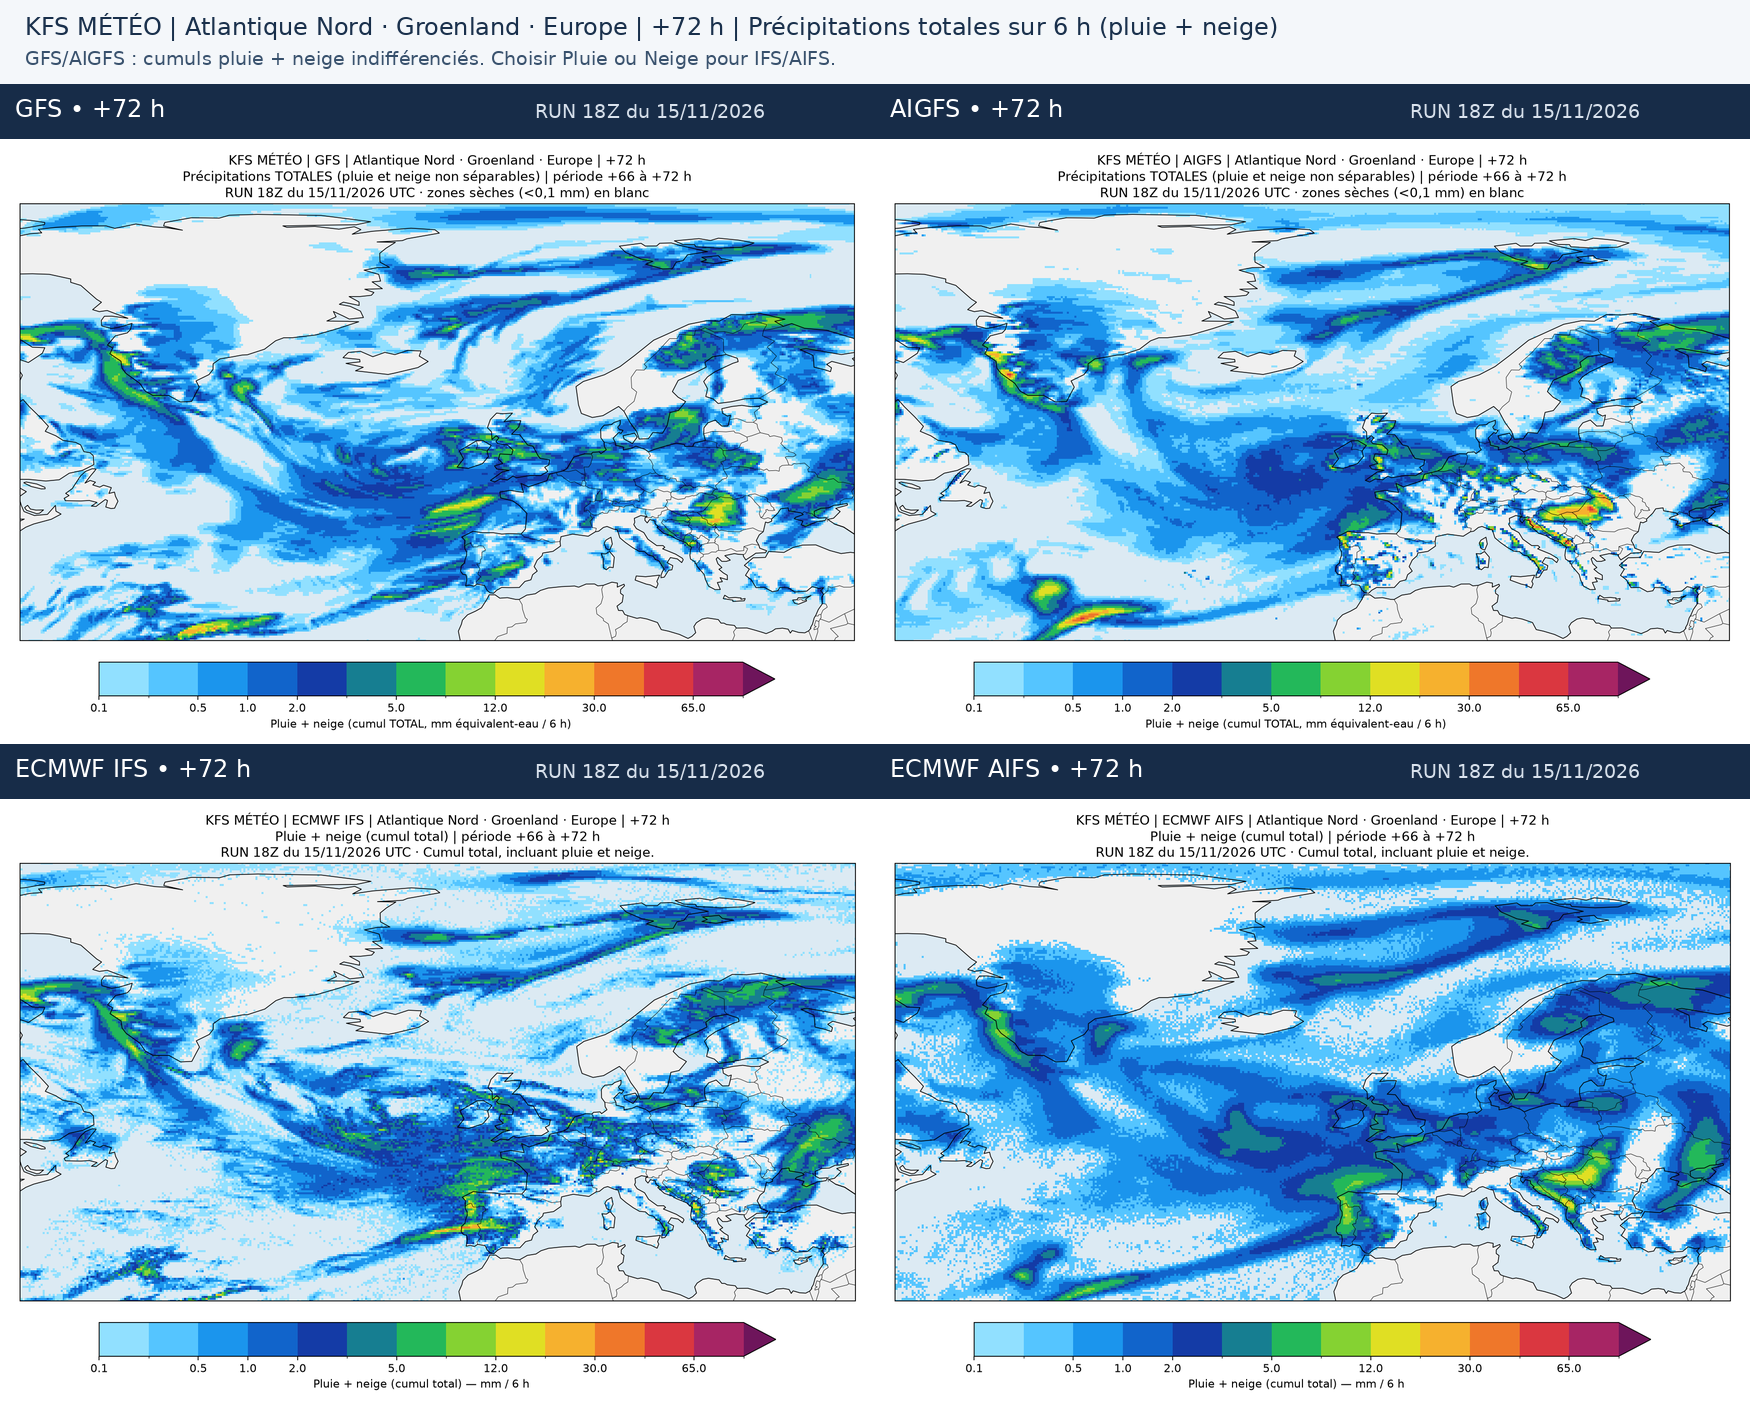 KFS MÉTÉO | Atlantique Nord · Groenland · Europe | +72 h | Précipitations totales sur 6 h (pluie + neige)
GFS/AIGFS : cumuls pluie + neige indifférenciés. Choisir Pluie ou Neige pour IFS/AIFS.
GFS • +72 h
RUN 18Z du 15/11/2026
KFS MÉTÉO | GFS | Atlantique Nord · Groenland · Europe | +72 h
Précipitations TOTALES (pluie et neige non séparables) | période +66 à +72 h
RUN 18Z du 15/11/2026 UTC · zones sèches (<0,1 mm) en blanc
0.1 0.5 1.0 2.0 5.0 12.0 30.0 65.0
Pluie + neige (cumul TOTAL, mm équivalent-eau / 6 h)
AIGFS • +72 h
RUN 18Z du 15/11/2026
KFS MÉTÉO | AIGFS | Atlantique Nord · Groenland · Europe | +72 h
Précipitations TOTALES (pluie et neige non séparables) | période +66 à +72 h
RUN 18Z du 15/11/2026 UTC · zones sèches (<0,1 mm) en blanc
0.1 0.5 1.0 2.0 5.0 12.0 30.0 65.0
Pluie + neige (cumul TOTAL, mm équivalent-eau / 6 h)
ECMWF IFS • +72 h
RUN 18Z du 15/11/2026
KFS MÉTÉO | ECMWF IFS | Atlantique Nord · Groenland · Europe | +72 h
Pluie + neige (cumul total) | période +66 à +72 h
RUN 18Z du 15/11/2026 UTC · Cumul total, incluant pluie et neige.
0.1 0.5 1.0 2.0 5.0 12.0 30.0 65.0
Pluie + neige (cumul total) — mm / 6 h
ECMWF AIFS • +72 h
RUN 18Z du 15/11/2026
KFS MÉTÉO | ECMWF AIFS | Atlantique Nord · Groenland · Europe | +72 h
Pluie + neige (cumul total) | période +66 à +72 h
RUN 18Z du 15/11/2026 UTC · Cumul total, incluant pluie et neige.
0.1 0.5 1.0 2.0 5.0 12.0 30.0 65.0
Pluie + neige (cumul total) — mm / 6 h